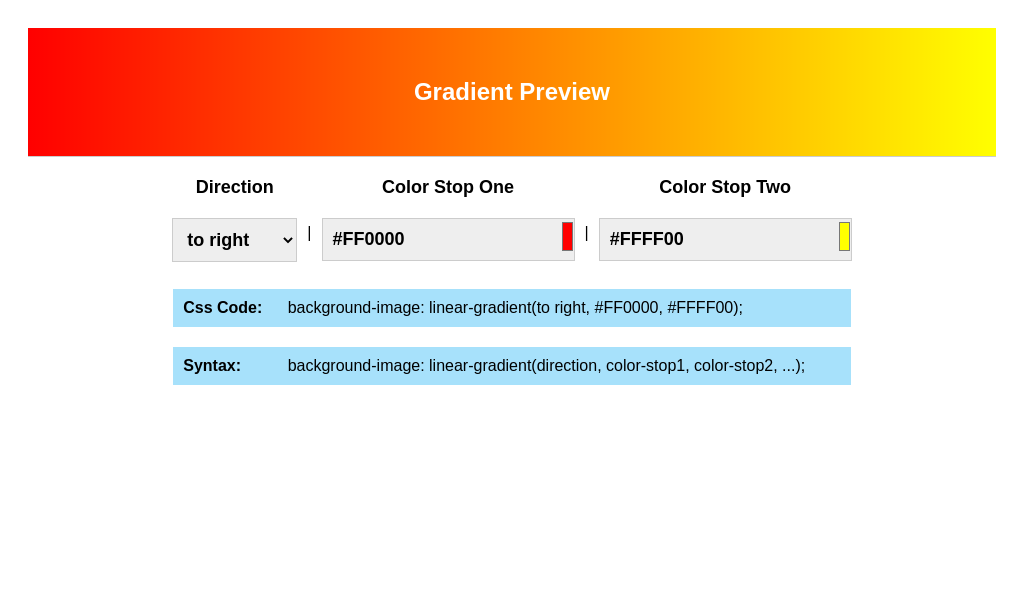 Gradient Preview
Direction Color Stop One Color Stop Two
to right | #FF0000 | #FFFF00
Css Code: background-image: linear-gradient(to right, #FF0000, #FFFF00);
Syntax: background-image: linear-gradient(direction, color-stop1, color-stop2, ...);